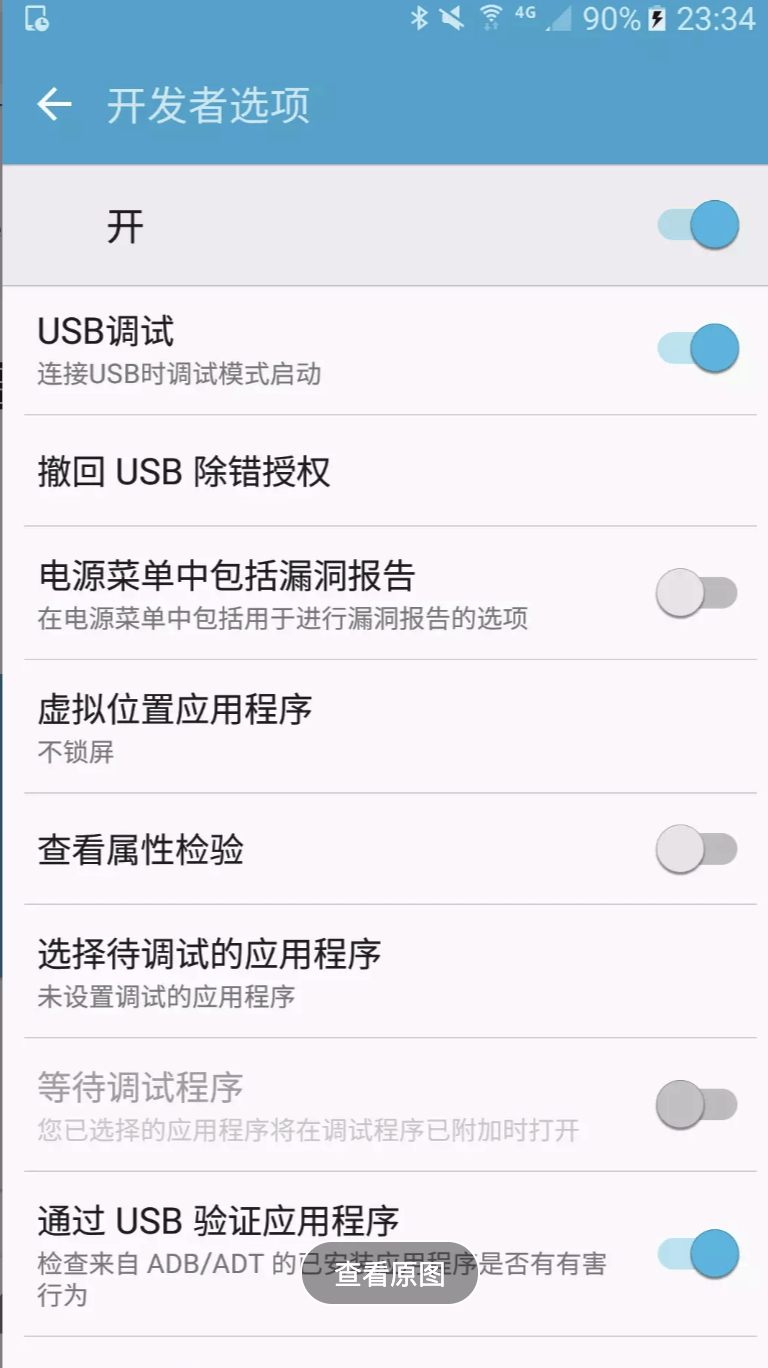 4G 90% 23:34
开发者选项
开
USB调试
连接USB时调试模式启动
撤回 USB 除错授权
电源菜单中包括漏洞报告
在电源菜单中包括用于进行漏洞报告的选项
虚拟位置应用程序
不锁屏
查看属性检验
选择待调试的应用程序
未设置调试的应用程序
等待调试程序
您已选择的应用程序将在调试程序已附加时打开
通过 USB 验证应用程序
检查来自 ADB/ADT 的已安装应用程序是否有有害
行为
查看原图